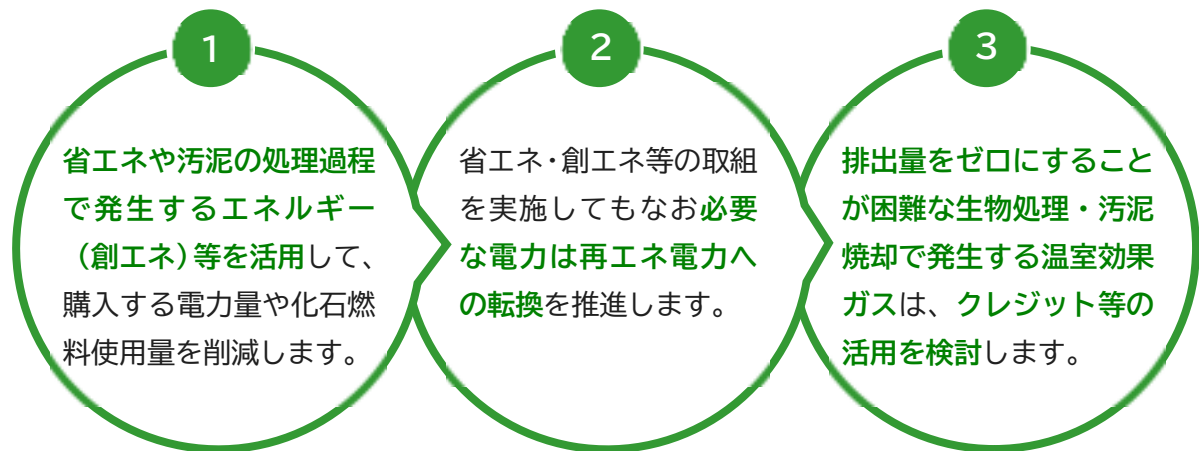 1
省エネや汚泥の処理過程
で発生するエネルギー
（創エネ）等を活用して、
購入する電力量や化石燃
料使用量を削減します。
2
省エネ・創エネ等の取組
を実施してもなお必要
な電力は再エネ電力へ
の転換を推進します。
3
排出量をゼロにすること
が困難な生物処理・汚泥
焼却で発生する温室効果
ガスは、クレジット等の
活用を検討します。